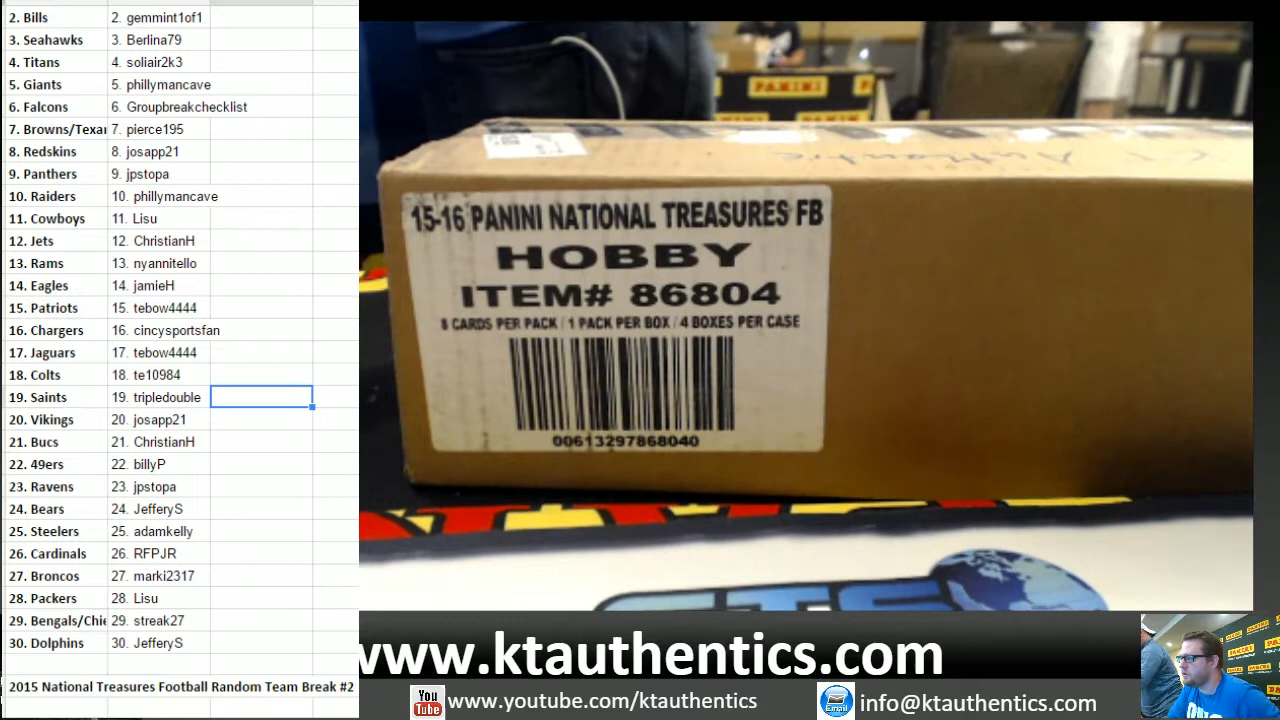 2. Bills 2. gemmint1of1
3. Seahawks 3. Berlina79
4. Titans 4. soliair2k3
5. Giants 5. phillymancave
6. Falcons 6. Groupbreakchecklist
7. Browns/Texar 7. pierce195
8. Redskins 8. josapp21
9. Panthers 9. jpstopa
10. Raiders 10. phillymancave
11. Cowboys 11. Lisu
12. Jets 12. ChristianH
13. Rams 13. nyannitello
14. Eagles 14. jamieH
15. Patriots 15. tebow4444
16. Chargers 16. cincysportsfan
17. Jaguars 17. tebow4444
18. Colts 18. te10984
19. Saints 19. tripledouble
20. Vikings 20. josapp21
21. Bucs 21. ChristianH
22. 49ers 22. billyP
23. Ravens 23. jpstopa
24. Bears 24. JefferyS
25. Steelers 25. adamkelly
26. Cardinals 26. RFPJR
27. Broncos 27. marki2317
28. Packers 28. Lisu
29. Bengals/Chie 29. streak27
30. Dolphins 30. JefferyS
2015 National Treasures Football Random Team Break #2
PANINI
15-16 PANINI NATIONAL TREASURES FB
HOBBY
ITEM# 86804
8 CARDS PER PACK / 1 PACK PER BOX / 4 BOXES PER CASE
00613297868040
www.ktauthentics.com
You Tube www.youtube.com/ktauthentics
Email info@ktauthentics.com